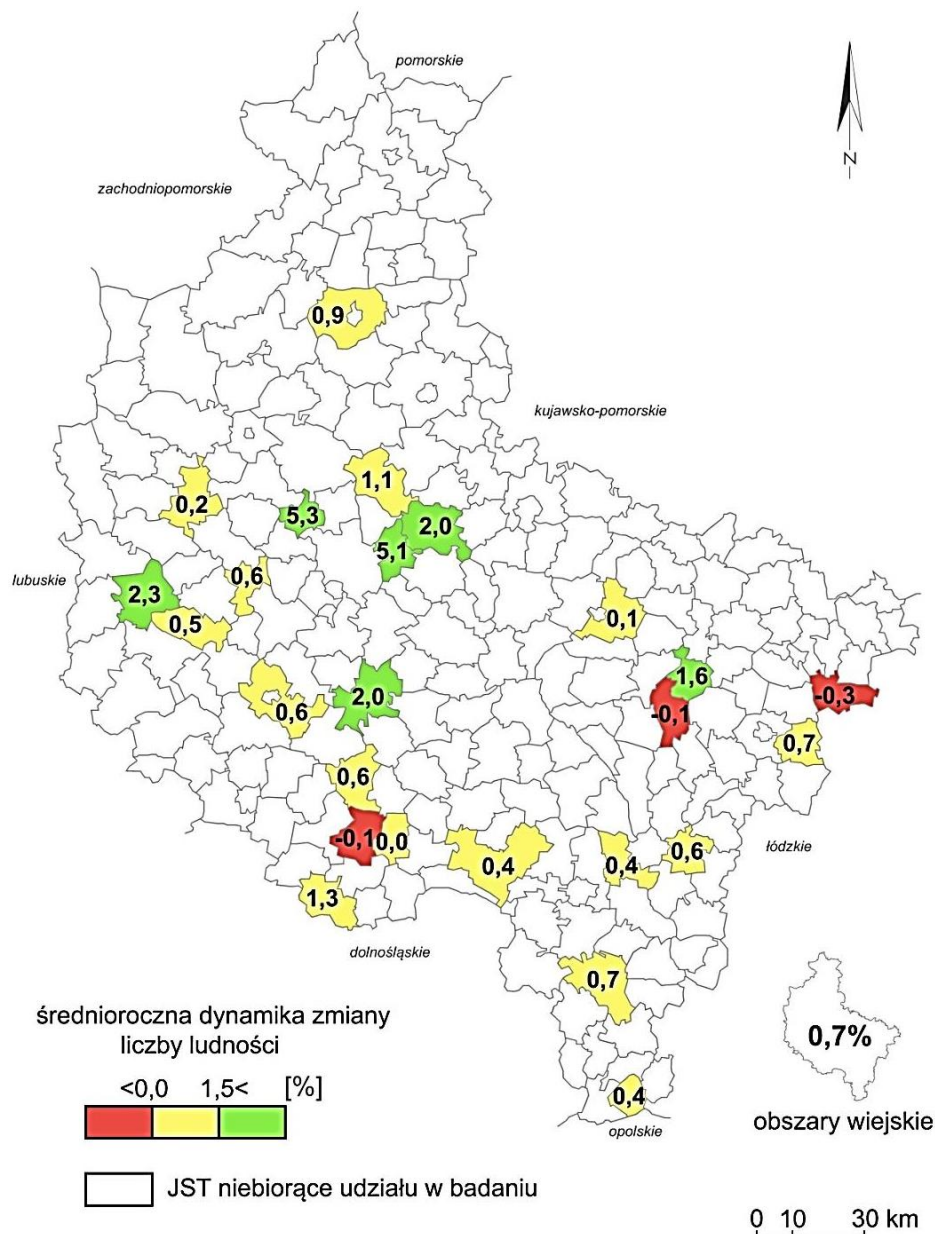 pomorskie
N
zachodniopomorskie
0,9
kujawsko-pomorskie
1,1
0,2
5,3
2,0
5,1
lubuskie
0,6
2,3
0,5
0,1
1,6
2,0
-0,3
0,6
-0,1
0,7
0,6
-0,1
0,0
łódzkie
0,4
0,4
0,6
1,3
dolnośląskie
0,7
średnioroczna dynamika zmiany
liczby ludności
<0,0 1,5< [%]
0,7%
0,4
obszary wiejskie
opolskie
JST niebiorące udziału w badaniu
0 10 30 km